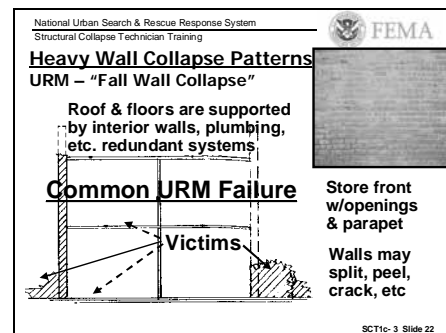 National Urban Search & Rescue Response System
Structural Collapse Technician Training
FEMA
Heavy Wall Collapse Patterns
URM – “Fall Wall Collapse”
Roof & floors are supported
by interior walls, plumbing,
etc. redundant systems
Common URM Failure
Victims
Store front
w/openings
& parapet
Walls may
split, peel,
crack, etc
SCT1c- 3 Slide 22